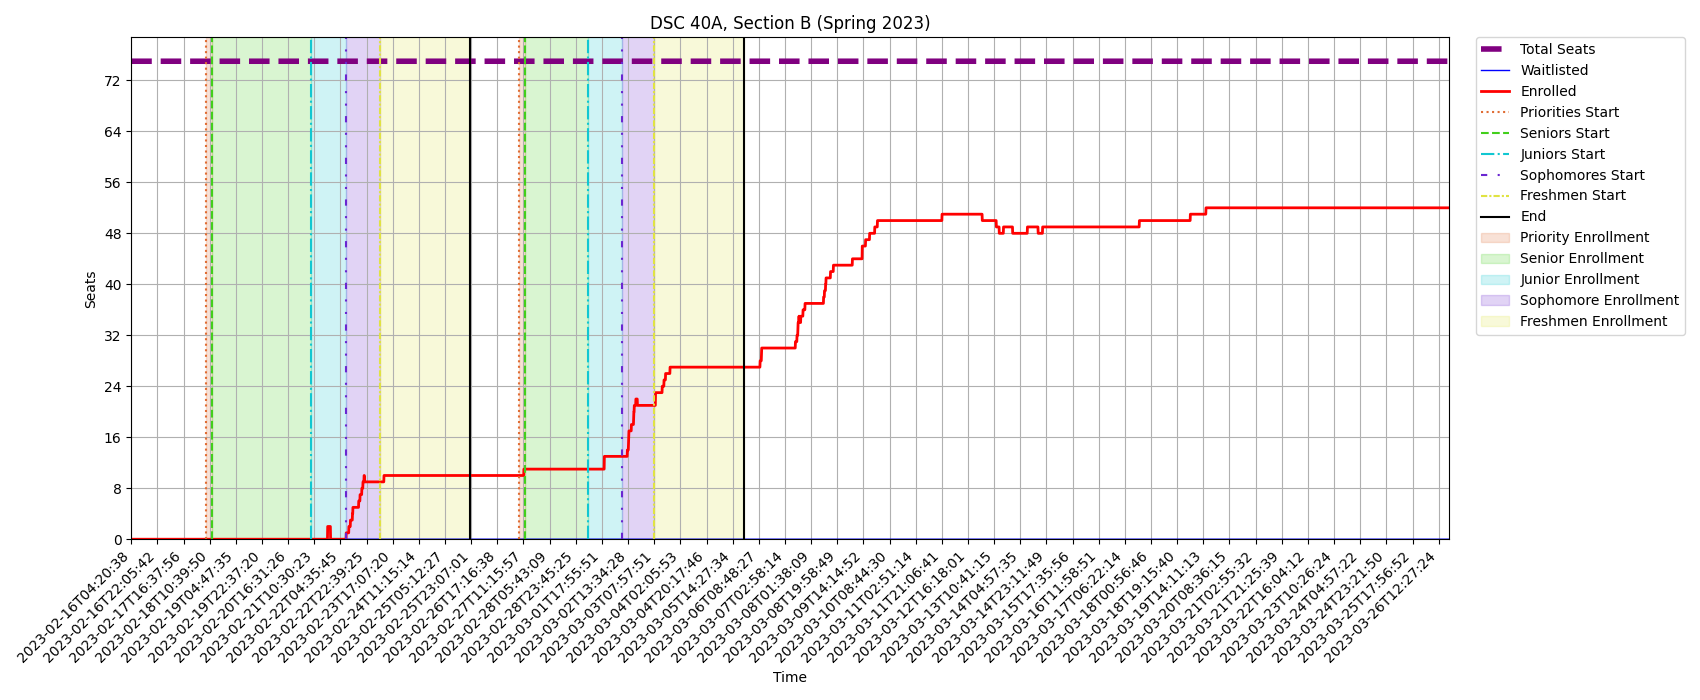 DSC 40A, Section B (Spring 2023)
Seats
72
64
56
48
40
32
24
16
8
0
2023-02-16T04:20:38
2023-02-16T22:05:42
2023-02-17T16:37:56
2023-02-18T10:39:50
2023-02-19T04:47:35
2023-02-19T22:37:20
2023-02-20T16:31:26
2023-02-21T10:30:23
2023-02-22T04:35:45
2023-02-22T22:39:25
2023-02-23T17:07:20
2023-02-24T11:15:14
2023-02-25T05:12:27
2023-02-25T23:07:01
2023-02-26T17:16:38
2023-02-27T11:15:57
2023-02-28T05:43:09
2023-02-28T23:45:25
2023-03-01T17:55:51
2023-03-02T13:34:28
2023-03-03T07:57:51
2023-03-04T02:05:53
2023-03-04T20:17:46
2023-03-05T14:27:34
2023-03-06T08:48:27
2023-03-07T02:58:14
2023-03-08T01:38:09
2023-03-08T19:58:49
2023-03-09T14:14:52
2023-03-10T08:44:30
2023-03-11T02:51:14
2023-03-11T21:06:41
2023-03-12T16:18:01
2023-03-13T10:41:15
2023-03-14T04:57:35
2023-03-14T23:11:49
2023-03-15T17:35:56
2023-03-16T11:58:51
2023-03-17T06:22:14
2023-03-18T00:56:46
2023-03-18T19:15:40
2023-03-19T14:11:13
2023-03-20T08:36:15
2023-03-21T02:55:32
2023-03-21T21:25:39
2023-03-22T16:04:12
2023-03-23T10:26:24
2023-03-24T04:57:22
2023-03-24T23:21:50
2023-03-25T17:56:52
2023-03-26T12:27:24
Time
Total Seats
Waitlisted
Enrolled
Priorities Start
Seniors Start
Juniors Start
Sophomores Start
Freshmen Start
End
Priority Enrollment
Senior Enrollment
Junior Enrollment
Sophomore Enrollment
Freshmen Enrollment